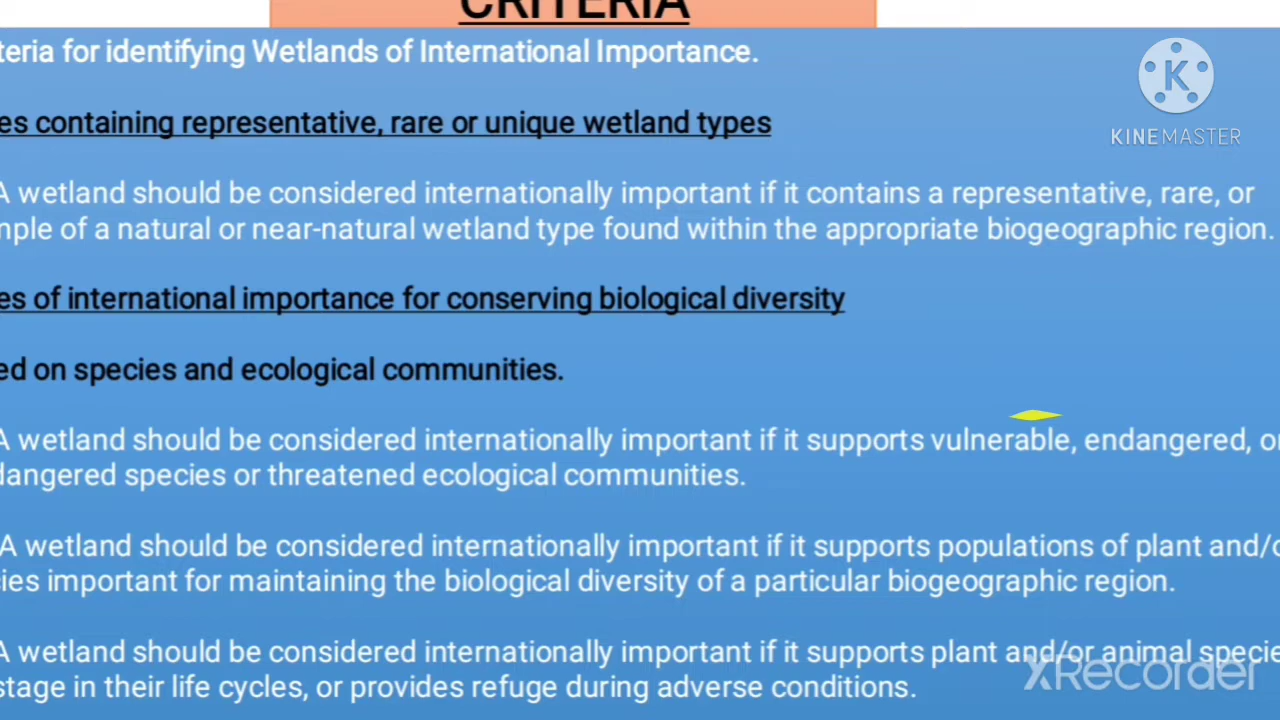 CRITERIA
teria for identifying Wetlands of International Importance.
KINEMASTER
es containing representative, rare or unique wetland types
A wetland should be considered internationally important if it contains a representative, rare, or
mple of a natural or near-natural wetland type found within the appropriate biogeographic region.
es of international importance for conserving biological diversity
ed on species and ecological communities.
A wetland should be considered internationally important if it supports vulnerable, endangered, or
dangered species or threatened ecological communities.
A wetland should be considered internationally important if it supports populations of plant and/o
cies important for maintaining the biological diversity of a particular biogeographic region.
A wetland should be considered internationally important if it supports plant and/or animal specie
stage in their life cycles, or provides refuge during adverse conditions.
XRecorder